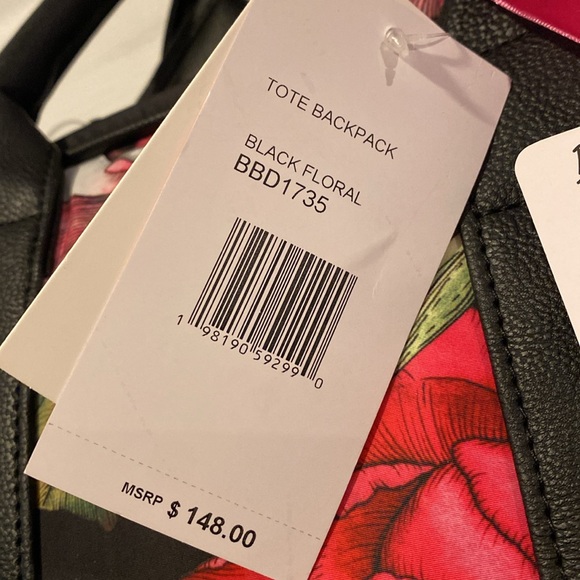 TOTE BACKPACK
BLACK FLORAL
BBD1735
1 98190 59299 0
MSRP $ 148.00